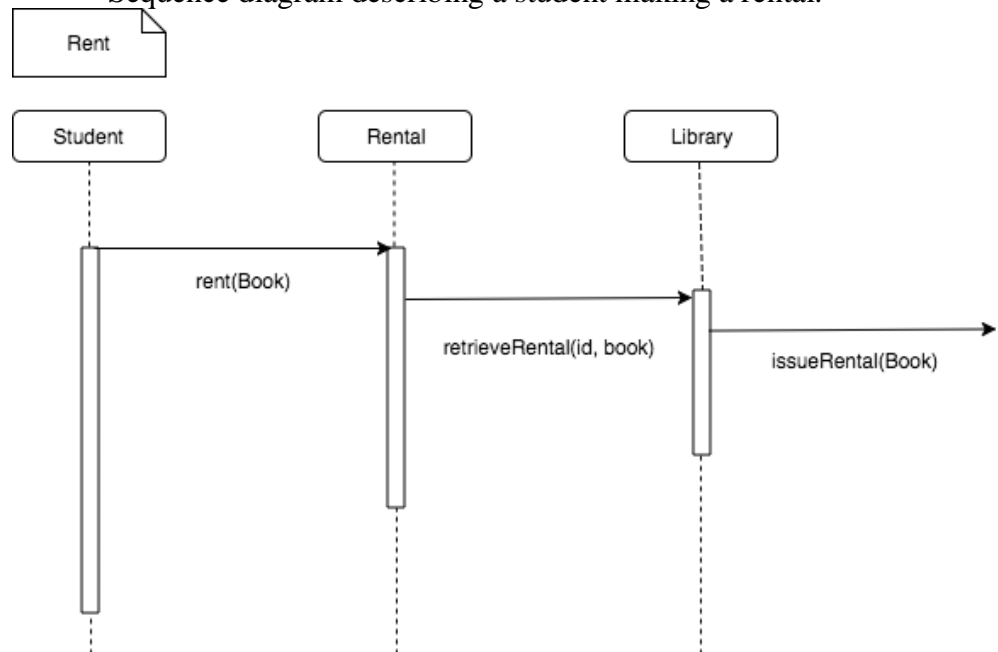 Sequence diagram describing a student making a rental.
Rent
Student
Rental
Library
rent(Book)
retrieveRental(id, book)
issueRental(Book)